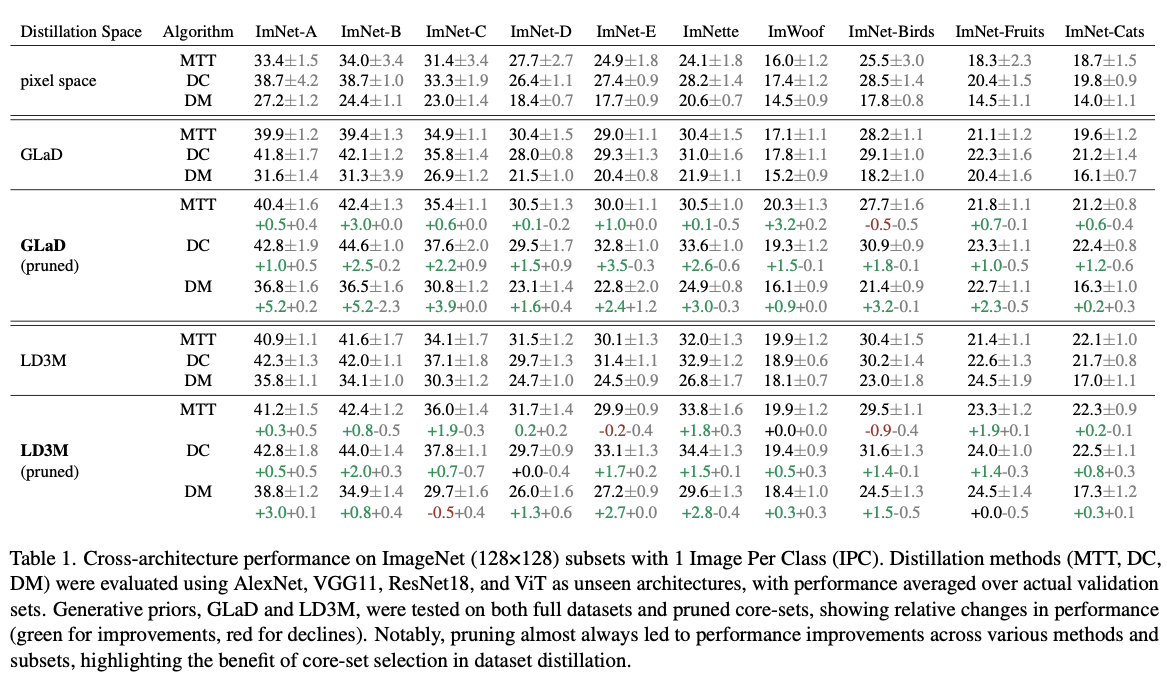 Distillation Space Algorithm ImNet-A ImNet-B ImNet-C ImNet-D ImNet-E ImNette ImWoof ImNet-Birds ImNet-Fruits ImNet-Cats
MTT 33.4±1.5 34.0±3.4 31.4±3.4 27.7±2.7 24.9±1.8 24.1±1.8 16.0±1.2 25.5±3.0 18.3±2.3 18.7±1.5
pixel space DC 38.7±4.2 38.7±1.0 33.3±1.9 26.4±1.1 27.4±0.9 28.2±1.4 17.4±1.2 28.5±1.4 20.4±1.5 19.8±0.9
DM 27.2±1.2 24.4±1.1 23.0±1.4 18.4±0.7 17.7±0.9 20.6±0.7 14.5±0.9 17.8±0.8 14.5±1.1 14.0±1.1
MTT 39.9±1.2 39.4±1.3 34.9±1.1 30.4±1.5 29.0±1.1 30.4±1.5 17.1±1.1 28.2±1.1 21.1±1.2 19.6±1.2
GLaD DC 41.8±1.7 42.1±1.2 35.8±1.4 28.0±0.8 29.3±1.3 31.0±1.6 17.8±1.1 29.1±1.0 22.3±1.6 21.2±1.4
DM 31.6±1.4 31.3±3.9 26.9±1.2 21.5±1.0 20.4±0.8 21.9±1.1 15.2±0.9 18.2±1.0 20.4±1.6 16.1±0.7
MTT 40.4±1.6 42.4±1.3 35.4±1.1 30.5±1.3 30.0±1.1 30.5±1.0 20.3±1.3 27.7±1.6 21.8±1.1 21.2±0.8
+0.5+0.4 +3.0+0.0 +0.6+0.0 +0.1-0.2 +1.0+0.0 +0.1-0.5 +3.2+0.2 -0.5-0.5 +0.7-0.1 +0.6-0.4
GLaD DC 42.8±1.9 44.6±1.0 37.6±2.0 29.5±1.7 32.8±1.0 33.6±1.0 19.3±1.2 30.9±0.9 23.3±1.1 22.4±0.8
(pruned) +1.0+0.5 +2.5-0.2 +2.2+0.9 +1.5+0.9 +3.5-0.3 +2.6-0.6 +1.5-0.1 +1.8-0.1 +1.0-0.5 +1.2-0.6
DM 36.8±1.6 36.5±1.6 30.8±1.2 23.1±1.4 22.8±2.0 24.9±0.8 16.1±0.9 21.4±0.9 22.7±1.1 16.3±1.0
+5.2+0.2 +5.2-2.3 +3.9+0.0 +1.6+0.4 +2.4+1.2 +3.0-0.3 +0.9+0.0 +3.2-0.1 +2.3-0.5 +0.2+0.3
MTT 40.9±1.1 41.6±1.7 34.1±1.7 31.5±1.2 30.1±1.3 32.0±1.3 19.9±1.2 30.4±1.5 21.4±1.1 22.1±1.0
LD3M DC 42.3±1.3 42.0±1.1 37.1±1.8 29.7±1.3 31.4±1.1 32.9±1.2 18.9±0.6 30.2±1.4 22.6±1.3 21.7±0.8
DM 35.8±1.1 34.1±1.0 30.3±1.2 24.7±1.0 24.5±0.9 26.8±1.7 18.1±0.7 23.0±1.8 24.5±1.9 17.0±1.1
MTT 41.2±1.5 42.4±1.2 36.0±1.4 31.7±1.4 29.9±0.9 33.8±1.6 19.9±1.2 29.5±1.1 23.3±1.2 22.3±0.9
+0.3+0.5 +0.8-0.5 +1.9-0.3 0.2+0.2 -0.2-0.4 +1.8+0.3 +0.0+0.0 -0.9-0.4 +1.9+0.1 +0.2-0.1
LD3M DC 42.8±1.8 44.0±1.4 37.8±1.1 29.7±0.9 33.1±1.3 34.4±1.3 19.4±0.9 31.6±1.3 24.0±1.0 22.5±1.1
(pruned) +0.5+0.5 +2.0+0.3 +0.7-0.7 +0.0-0.4 +1.7+0.2 +1.5+0.1 +0.5+0.3 +1.4-0.1 +1.4-0.3 +0.8+0.3
DM 38.8±1.2 34.9±1.4 29.7±1.6 26.0±1.6 27.2±0.9 29.6±1.3 18.4±1.0 24.5±1.3 24.5±1.4 17.3±1.2
+3.0+0.1 +0.8+0.4 -0.5+0.4 +1.3+0.6 +2.7+0.0 +2.8-0.4 +0.3+0.3 +1.5-0.5 +0.0-0.5 +0.3+0.1
Table 1. Cross-architecture performance on ImageNet (128×128) subsets with 1 Image Per Class (IPC). Distillation methods (MTT, DC,
DM) were evaluated using AlexNet, VGG11, ResNet18, and ViT as unseen architectures, with performance averaged over actual validation
sets. Generative priors, GLaD and LD3M, were tested on both full datasets and pruned core-sets, showing relative changes in performance
(green for improvements, red for declines). Notably, pruning almost always led to performance improvements across various methods and
subsets, highlighting the benefit of core-set selection in dataset distillation.